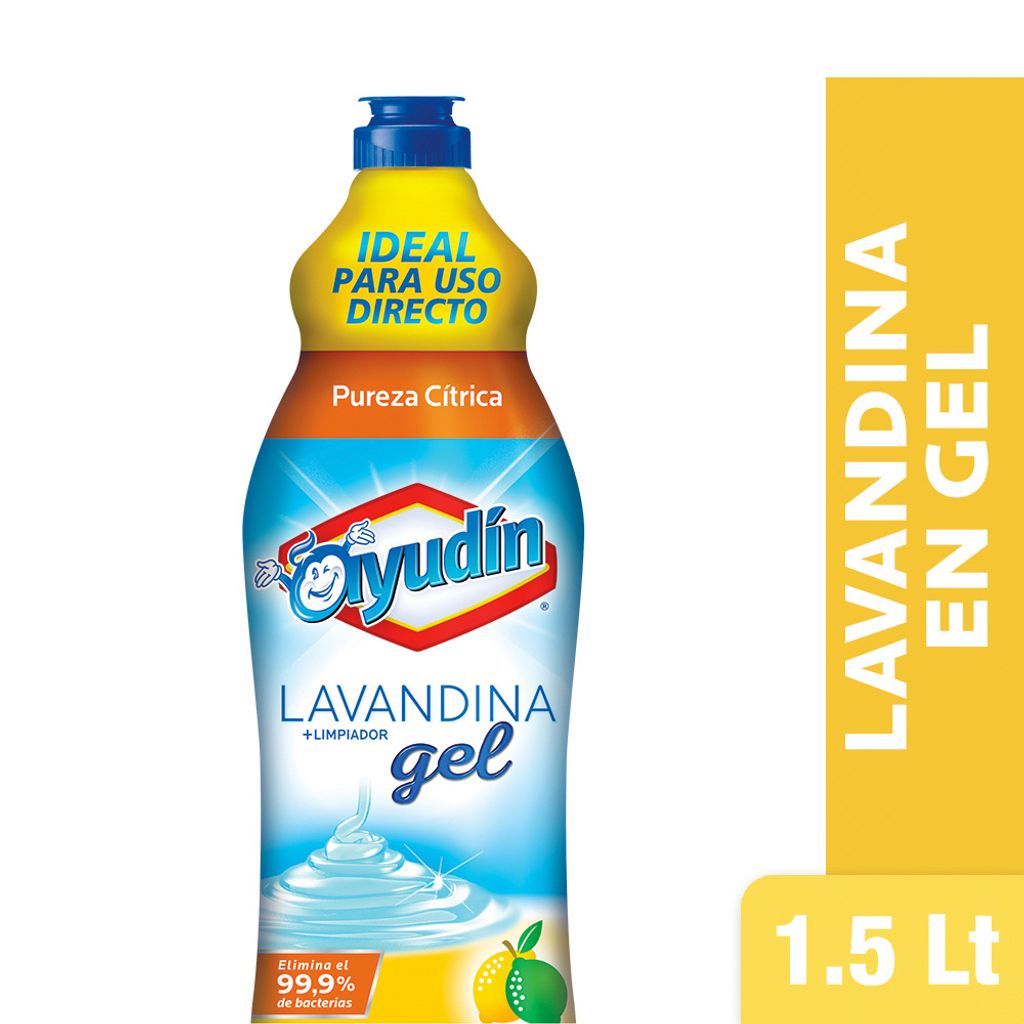 IDEAL
PARA USO
DIRECTO
Pureza Cítrica
ayudín
®
LAVANDINA
+LIMPIADOR
gel
Elimina el
99,9%
de bacterias
LAVANDINA
EN GEL
1.5 Lt